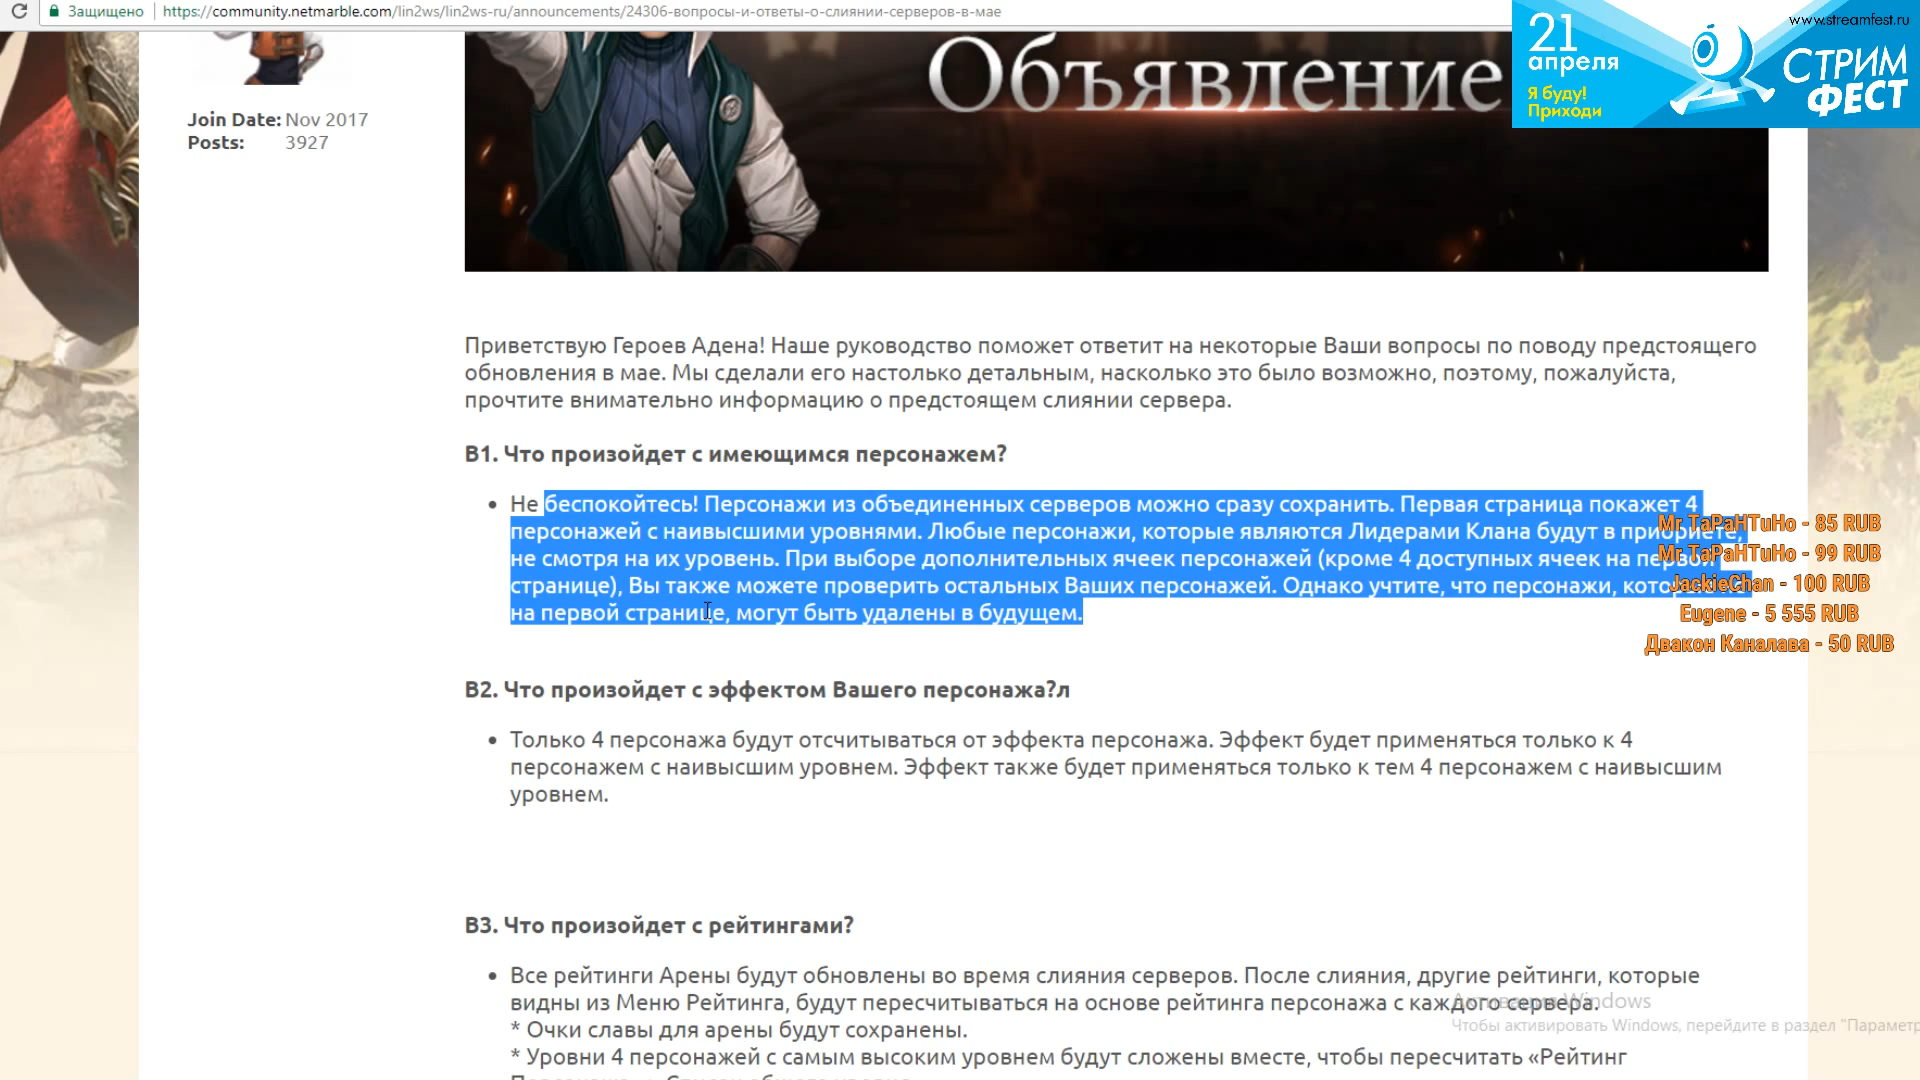 Защищено https://community.netmarble.com/lin2ws/lin2ws-ru/announcements/24306-вопросы-и-ответы-о-слиянии-серверов-в-мае
www.streamfest.ru
21
апреля
Я буду!
Приходи
СТРИМ
ФЕСТ
Объявление
Join Date: Nov 2017
Posts: 3927
Приветствую Героев Адена! Наше руководство поможет ответит на некоторые Ваши вопросы по поводу предстоящего
обновления в мае. Мы сделали его настолько детальным, насколько это было возможно, поэтому, пожалуйста,
прочтите внимательно информацию о предстоящем слиянии сервера.
В1. Что произойдет с имеющимся персонажем?
• Не беспокойтесь! Персонажи из объединенных серверов можно сразу сохранить. Первая страница покажет 4
персонажей с наивысшими уровнями. Любые персонажи, которые являются Лидерами Клана будут в
не смотря на их уровень. При выборе дополнительных ячеек персонажей (кроме 4 доступных ячеек на
странице), Вы также можете проверить остальных Ваших персонажей. Однако учтите, что персонажи,
на первой странице, могут быть удалены в будущем.
Mr TaPaHTuHo - 85 RUB
Mr TaPaHTuHo - 99 RUB
JackieChan - 100 RUB
Eugene - 5 555 RUB
Двакон Каналава - 50 RUB
В2. Что произойдет с эффектом Вашего персонажа?л
• Только 4 персонажа будут отсчитываться от эффекта персонажа. Эффект будет применяться только к 4
персонажем с наивысшим уровнем. Эффект также будет применяться только к тем 4 персонажем с наивысшим
уровнем.
В3. Что произойдет с рейтингами?
• Все рейтинги Арены будут обновлены во время слияния серверов. После слияния, другие рейтинги, которые
видны из Меню Рейтинга, будут пересчитываться на основе рейтинга персонажа с каждого сервера.
* Очки славы для арены будут сохранены.
* Уровни 4 персонажей с самым высоким уровнем будут сложены вместе, чтобы пересчитать «Рейтинг
Активация Windows
Чтобы активировать Windows, перейдите в раздел "Параметр